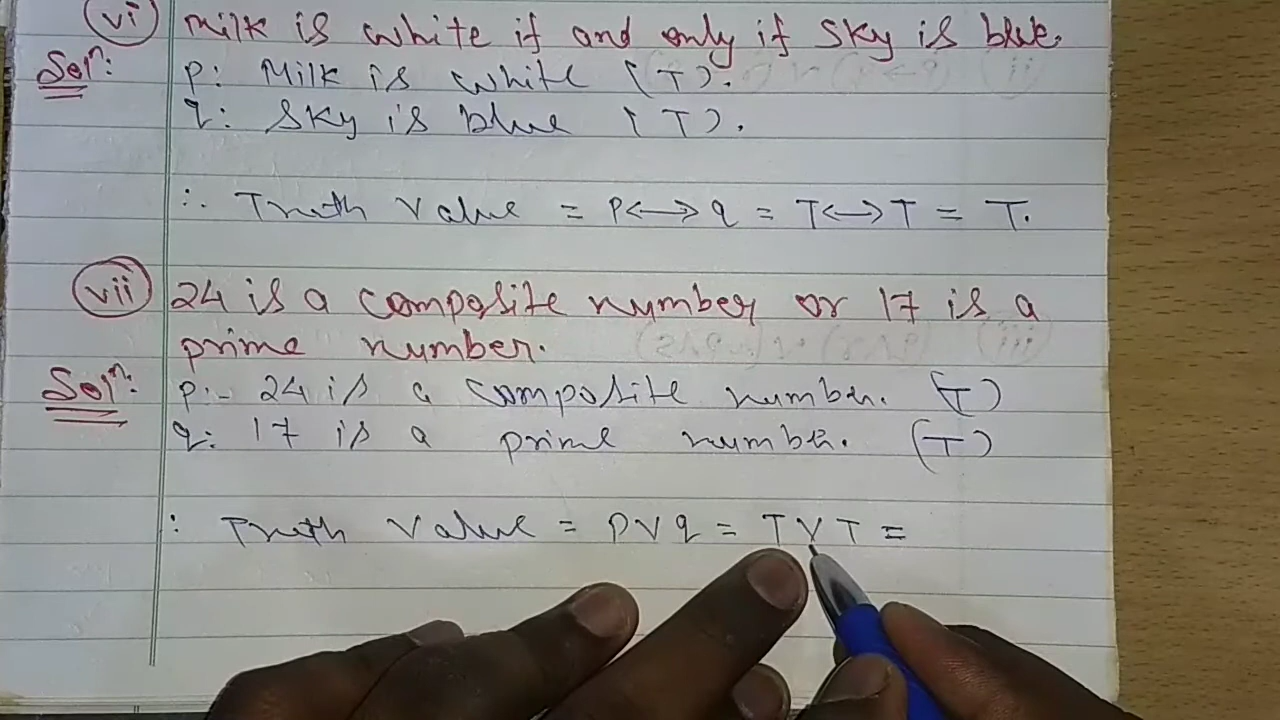 (vi) Milk is white if and only if sky is blue.
Solⁿ: p: Milk is white (T).
q: Sky is blue (T).
∴ Truth value = p↔q = T↔T = T.
(vii) 24 is a composite number or 17 is a
prime number.
Solⁿ: p:- 24 is a composite number. (T)
q: 17 is a prime number. (T)
: Truth value = p∨q = T∨T =